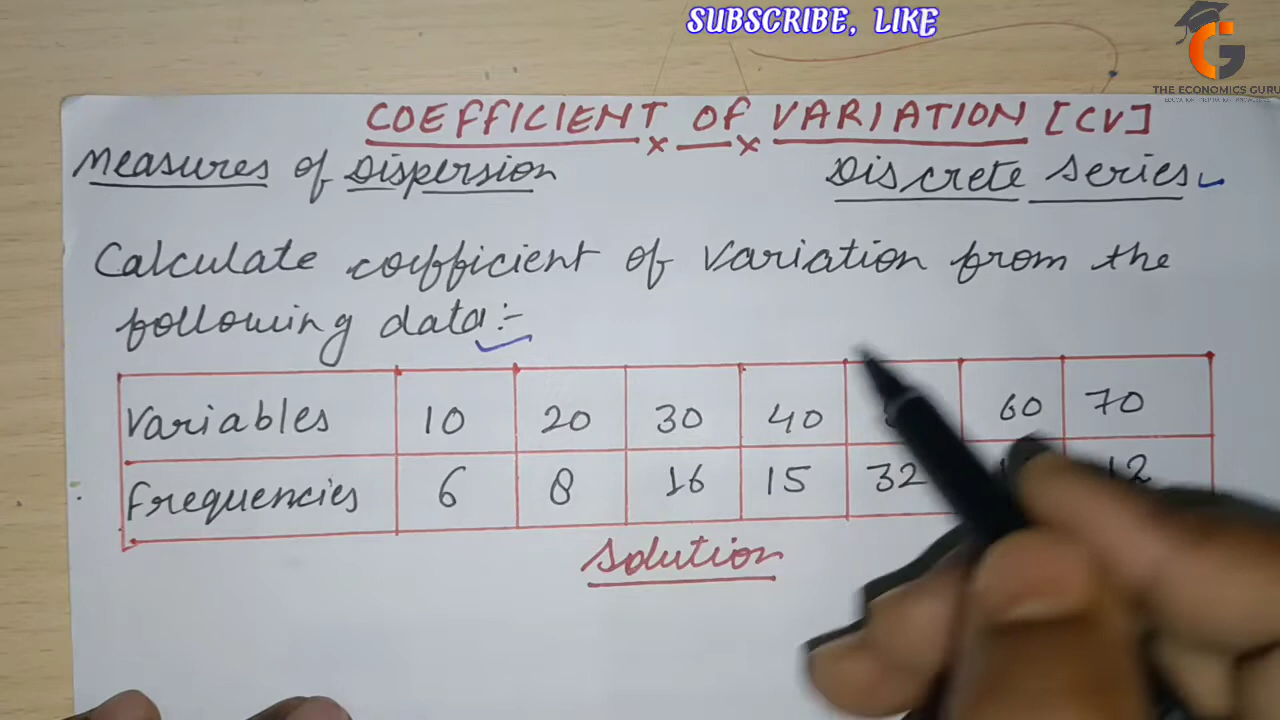 SUBSCRIBE, LIKE
G
THE ECONOMICS GURU
COEFFICIENT OF VARIATION [CV]
Measures of Dispersion Discrete Series
Calculate coefficient of variation from the
following data:-
Variables 10 20 30 40 60 70
Frequencies 6 8 16 15 32 12
Solution